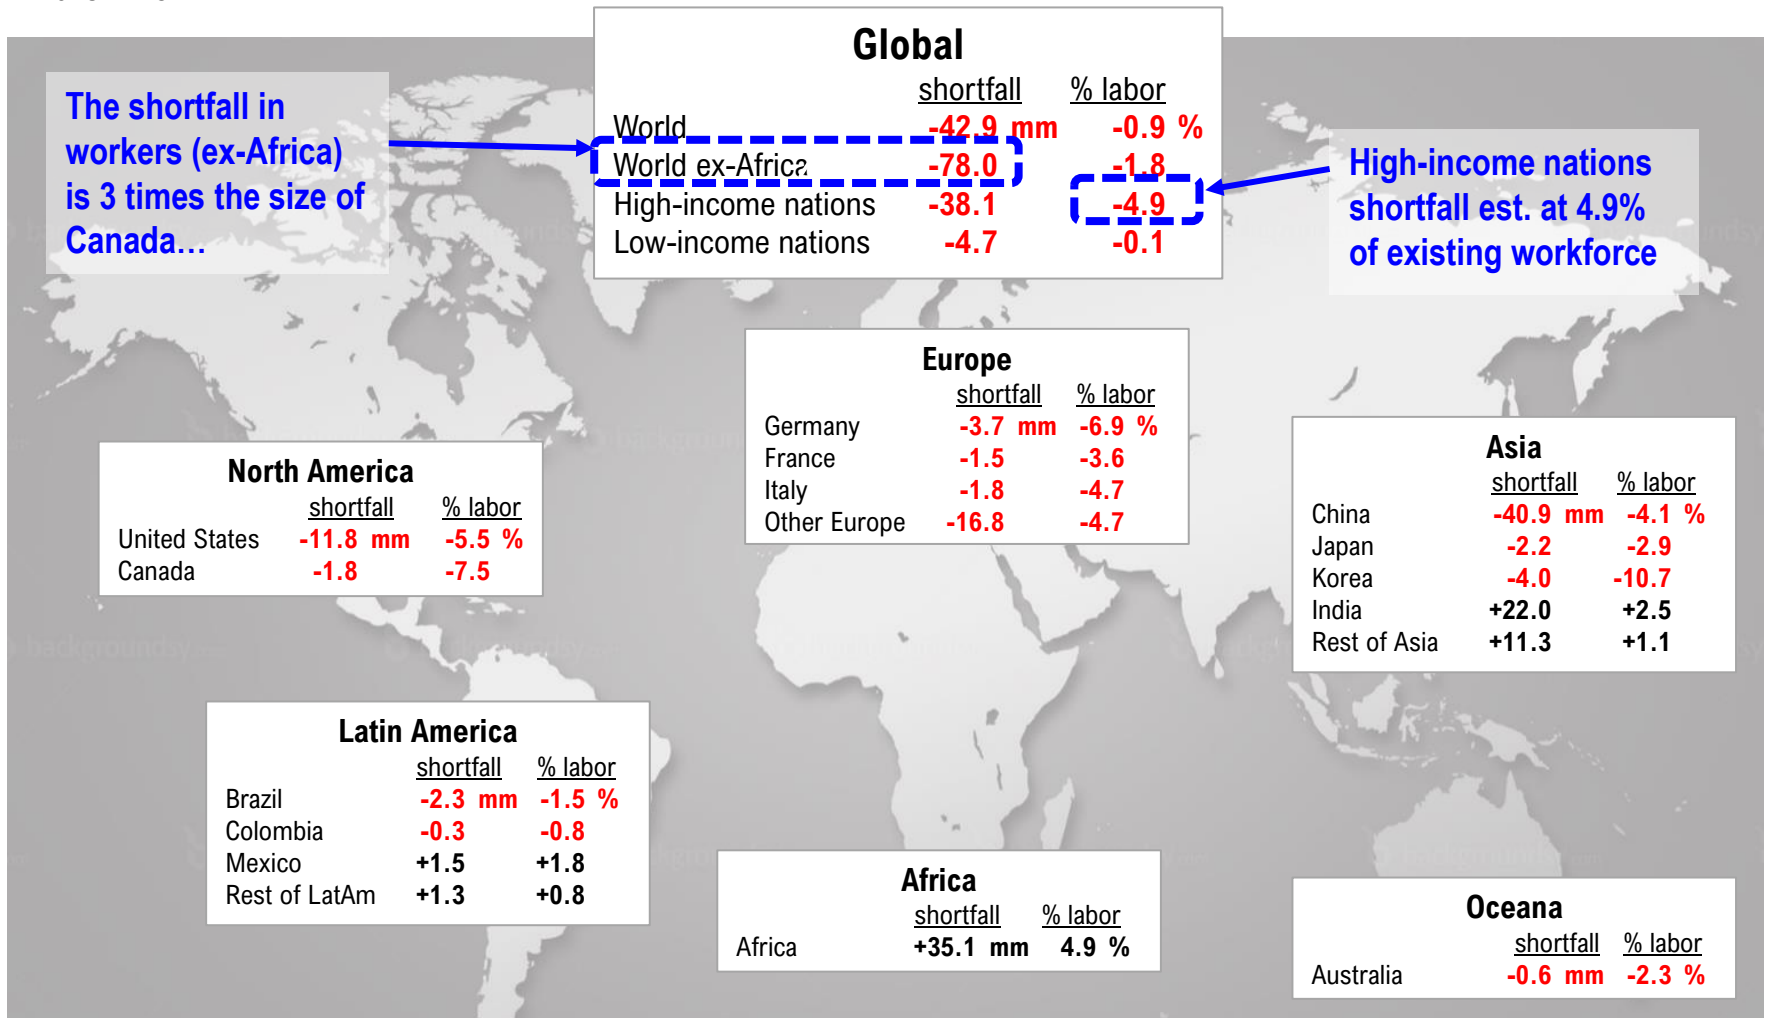 Global
shortfall % labor
World -42.9 mm -0.9 %
World ex-Africa -78.0 -1.8
High-income nations -38.1 -4.9
Low-income nations -4.7 -0.1
The shortfall in
workers (ex-Africa)
is 3 times the size of
Canada…
High-income nations
shortfall est. at 4.9%
of existing workforce
Europe
shortfall % labor
Germany -3.7 mm -6.9 %
France -1.5 -3.6
Italy -1.8 -4.7
Other Europe -16.8 -4.7
North America
shortfall % labor
United States -11.8 mm -5.5 %
Canada -1.8 -7.5
Asia
shortfall % labor
China -40.9 mm -4.1 %
Japan -2.2 -2.9
Korea -4.0 -10.7
India +22.0 +2.5
Rest of Asia +11.3 +1.1
Latin America
shortfall % labor
Brazil -2.3 mm -1.5 %
Colombia -0.3 -0.8
Mexico +1.5 +1.8
Rest of LatAm +1.3 +0.8
Africa
shortfall % labor
Africa +35.1 mm 4.9 %
Oceana
shortfall % labor
Australia -0.6 mm -2.3 %